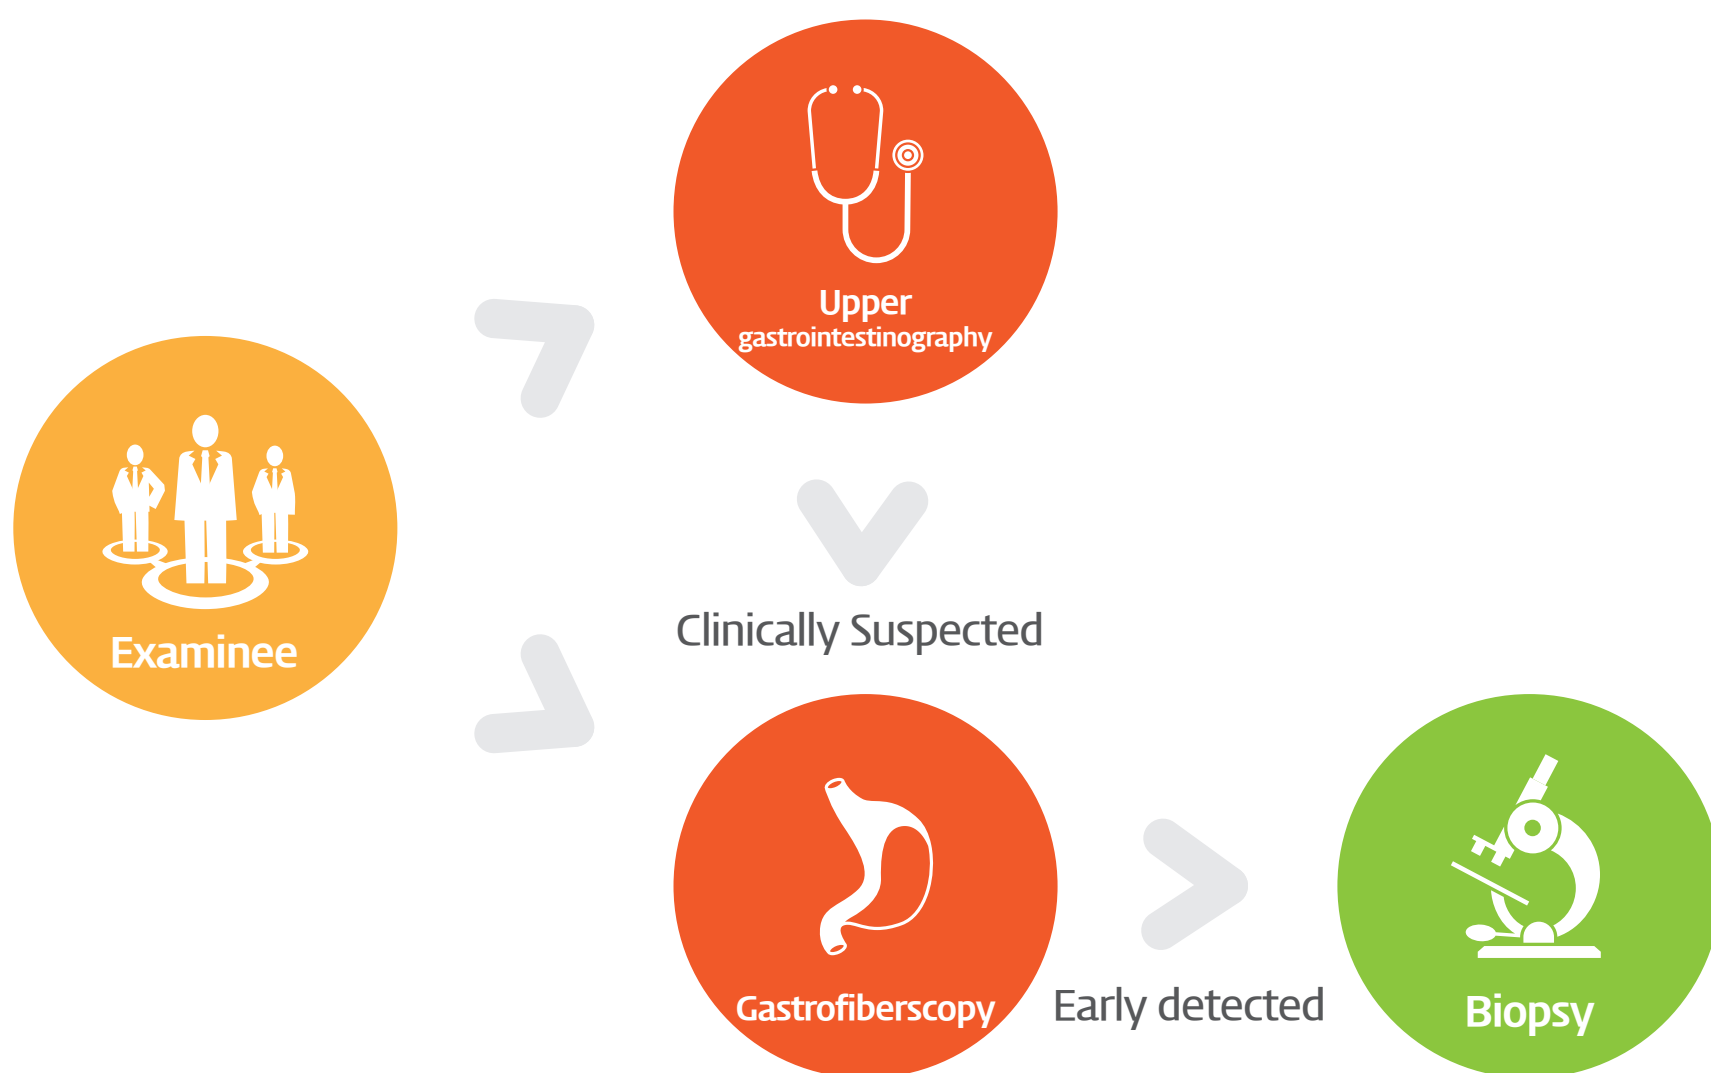 Upper
gastrointestinography
Examinee
Clinically Suspected
Gastrofiberscopy
Early detected
Biopsy